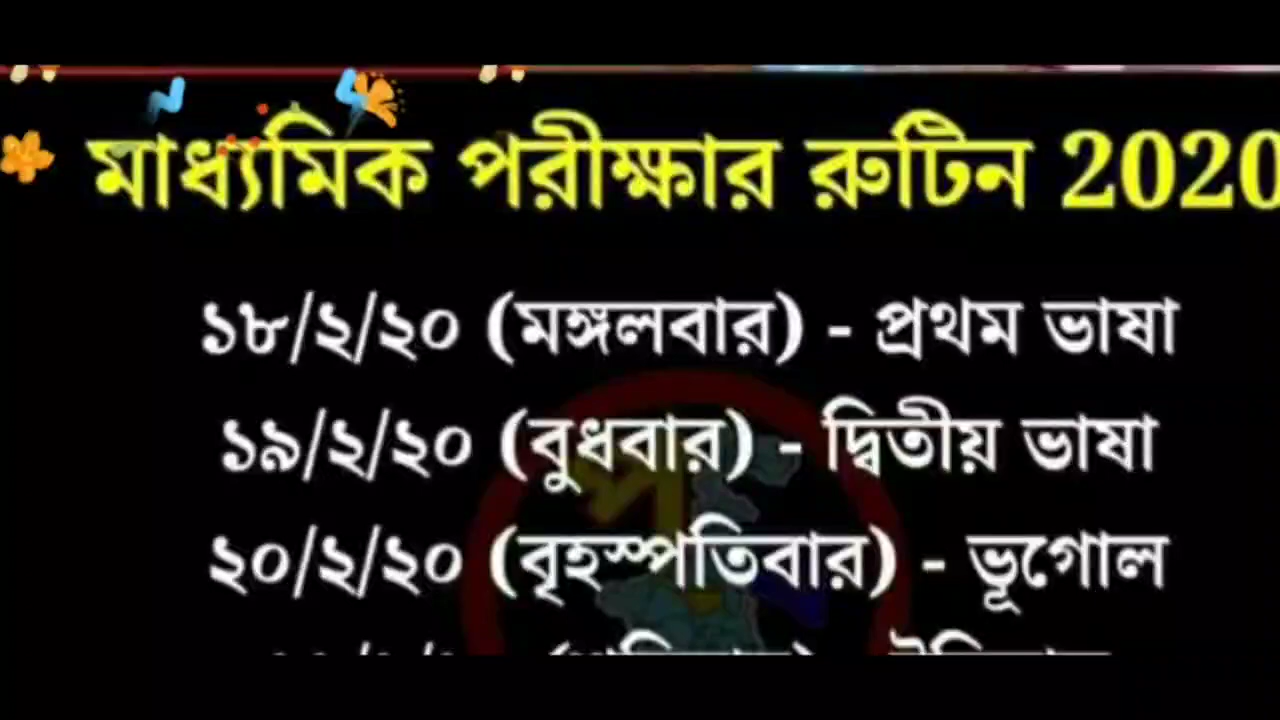 মাধ্যমিক পরীক্ষার রুটিন 2020
১৮/২/২০ (মঙ্গলবার) - প্রথম ভাষা
১৯/২/২০ (বুধবার) - দ্বিতীয় ভাষা
২০/২/২০ (বৃহস্পতিবার) - ভূগোল